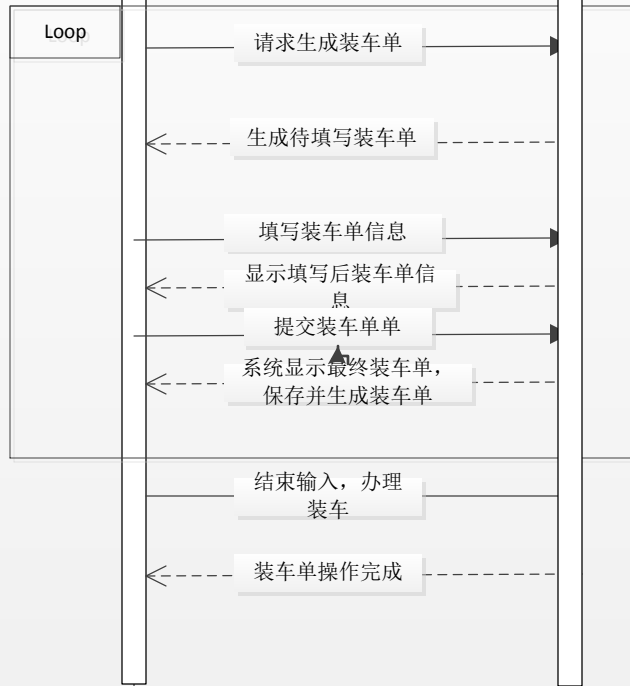 Loop
请求生成装车单
生成待填写装车单
填写装车单信息
显示填写后装车单信
息
提交装车单单
系统显示最终装车单，
保存并生成装车单
结束输入，办理
装车
装车单操作完成